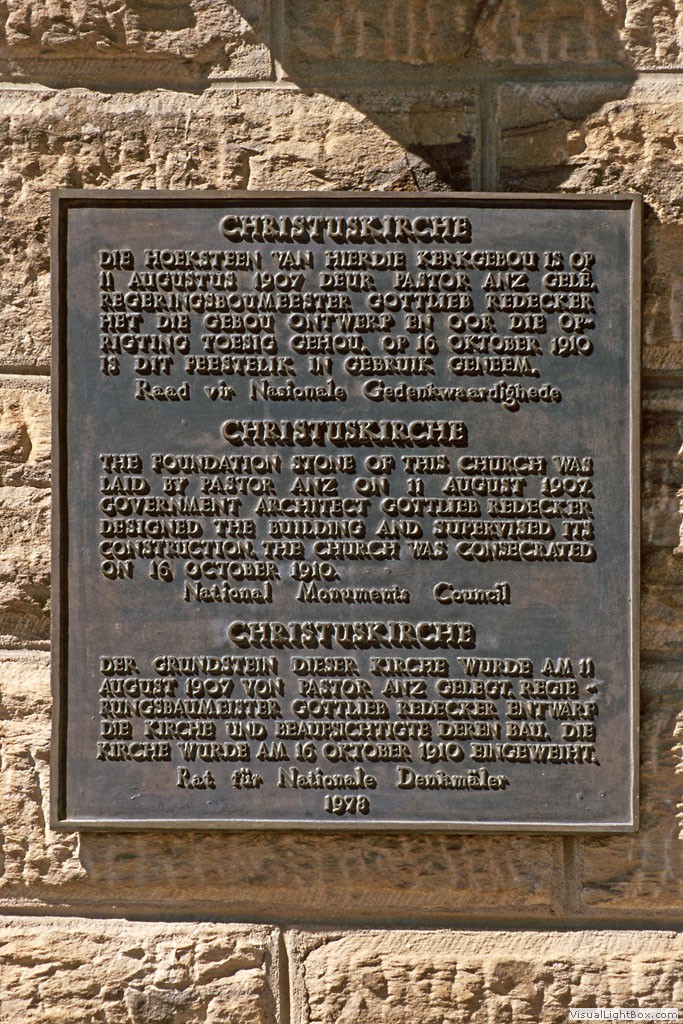 CHRISTUSKIRCHE
DIE HOEKSTEEN VAN HIERDIE KERKGEBOU IS OP
11 AUGUSTUS 1907 DEUR PASTOR ANZ GELÊ.
REGERINGSBOUMEESTER GOTTLIEB REDECKER
HET DIE GEBOU ONTWERP EN OOR DIE OP-
RIGTING TOESIG GEHOU. OP 16 OKTOBER 1910
IS DIT FEESTELIK IN GEBRUIK GENEEM.
Raad vir Nasionale Gedenkwaardighede
CHRISTUSKIRCHE
THE FOUNDATION STONE OF THIS CHURCH WAS
LAID BY PASTOR ANZ ON 11 AUGUST 1907.
GOVERNMENT ARCHITECT GOTTLIEB REDECKER
DESIGNED THE BUILDING AND SUPERVISED ITS
CONSTRUCTION. THE CHURCH WAS CONSECRATED
ON 16 OCTOBER 1910.
National Monuments Council
CHRISTUSKIRCHE
DER GRUNDSTEIN DIESER KIRCHE WURDE AM 11
AUGUST 1907 VON PASTOR ANZ GELEGT. REGIE-
RUNGSBAUMEISTER GOTTLIEB REDECKER ENTWARF
DIE KIRCHE UND BEAUFSICHTIGTE DEREN BAU. DIE
KIRCHE WURDE AM 16 OKTOBER 1910 EINGEWEIHT.
Rat für Nationale Denkmäler
1978
VisualLightBox.com